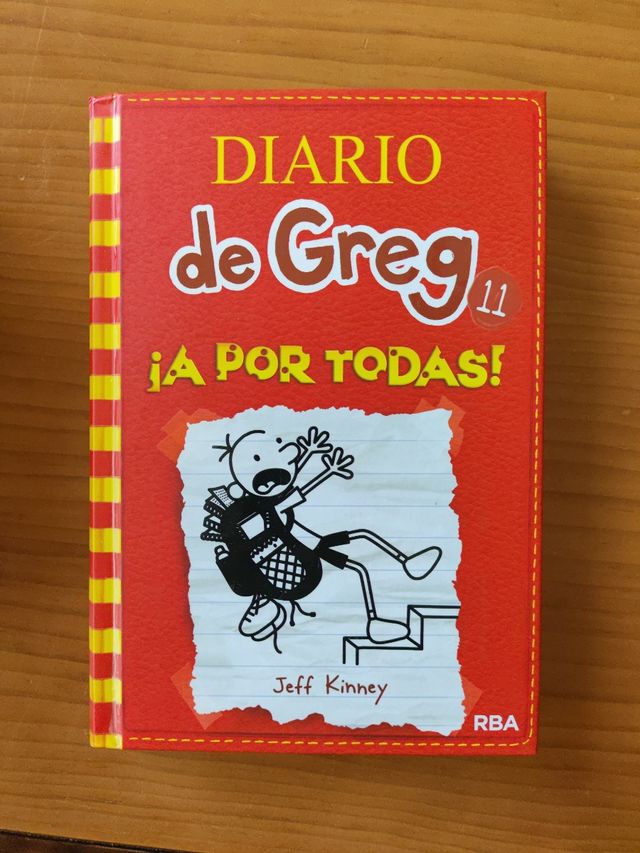 DIARIO
de Greg
11
¡A POR TODAS!
Jeff Kinney
RBA